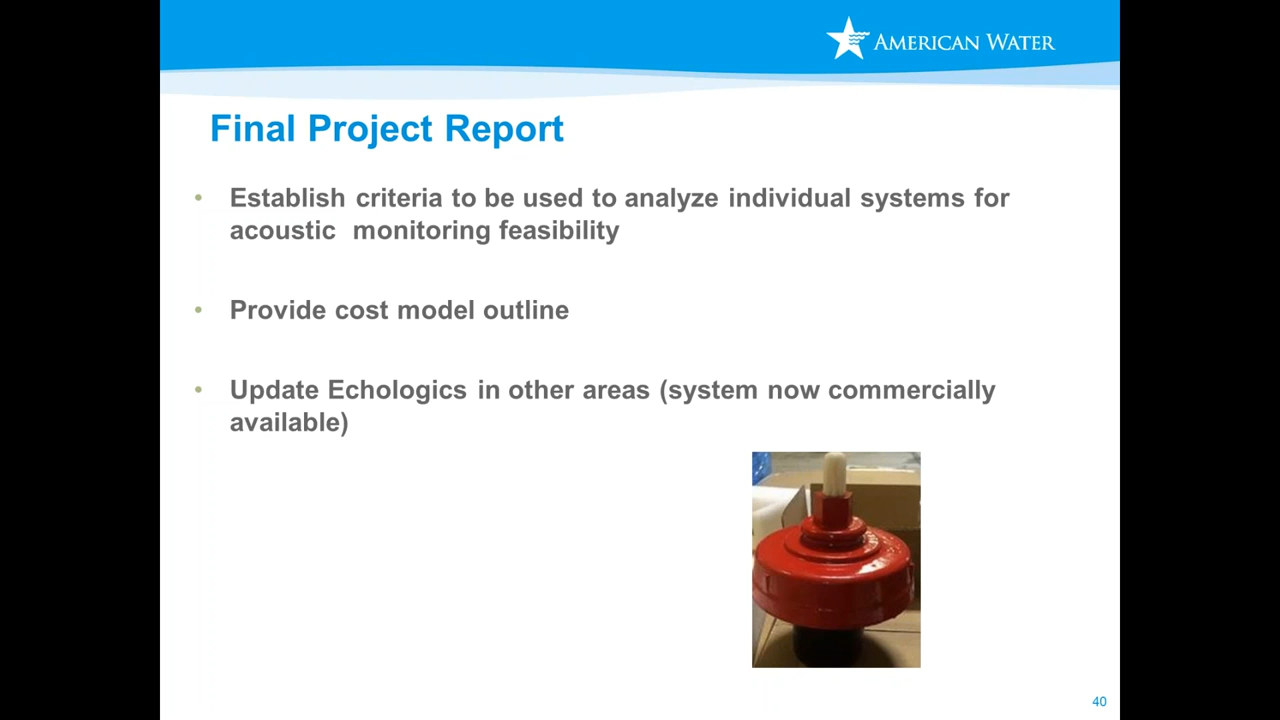 AMERICAN WATER
Final Project Report
• Establish criteria to be used to analyze individual systems for
acoustic monitoring feasibility
• Provide cost model outline
• Update Echologics in other areas (system now commercially
available)
40